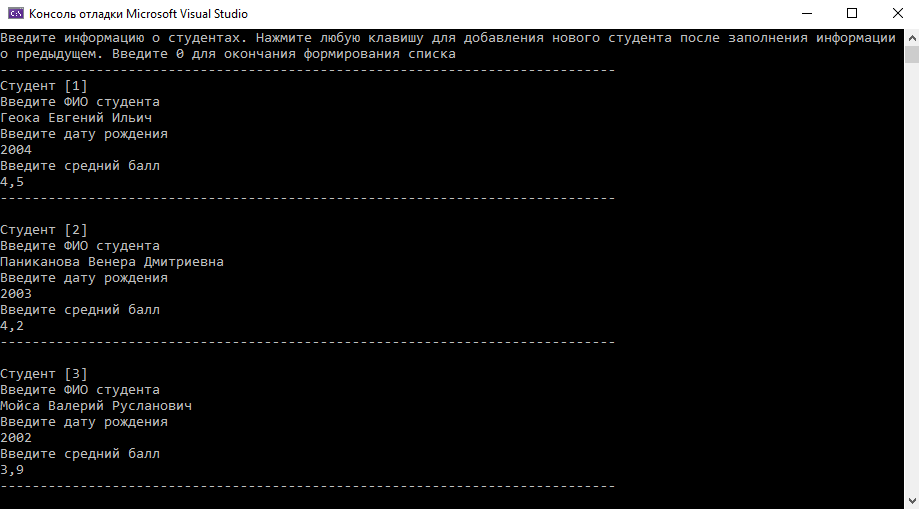 Консоль отладки Microsoft Visual Studio
Введите информацию о студентах. Нажмите любую клавишу для добавления нового студента после заполнения информации
о предыдущем. Введите 0 для окончания формирования списка
-----------------------------------------------------------------------------
Студент [1]
Введите ФИО студента
Геока Евгений Ильич
Введите дату рождения
2004
Введите средний балл
4,5
-----------------------------------------------------------------------------
Студент [2]
Введите ФИО студента
Паниканова Венера Дмитриевна
Введите дату рождения
2003
Введите средний балл
4,2
-----------------------------------------------------------------------------
Студент [3]
Введите ФИО студента
Мойса Валерий Русланович
Введите дату рождения
2002
Введите средний балл
3,9
-----------------------------------------------------------------------------